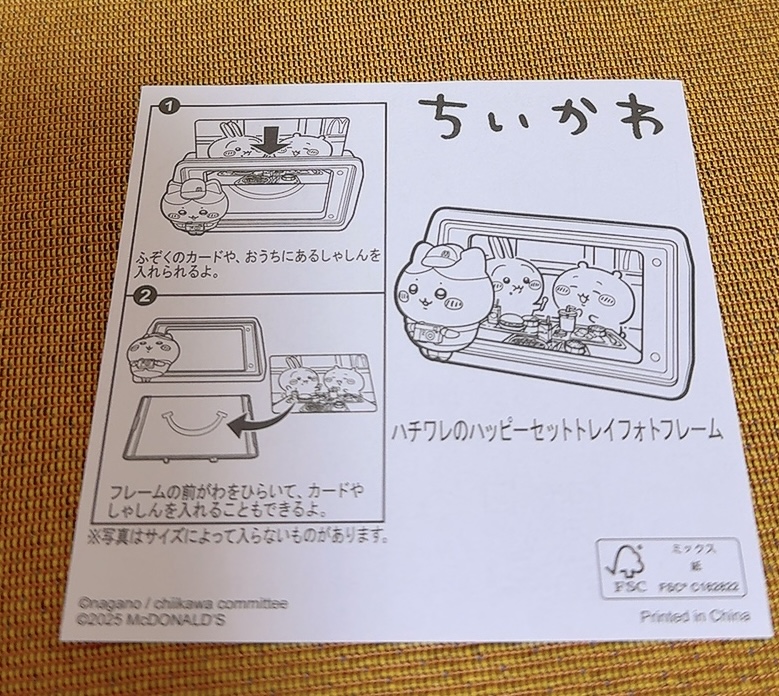 ちいかわ
1
ふぞくのカードや、おうちにあるしゃしんを
入れられるよ。
2
フレームの前がわをひらいて、カードや
しゃしんを入れることもできるよ。
※写真はサイズによって入らないものがあります。
ハチワレのハッピーセットトレイフォトフレーム
©nagano / chiikawa committee
©2025 McDONALD'S
ミックス
紙
FSC
FSC® C182822
Printed in China